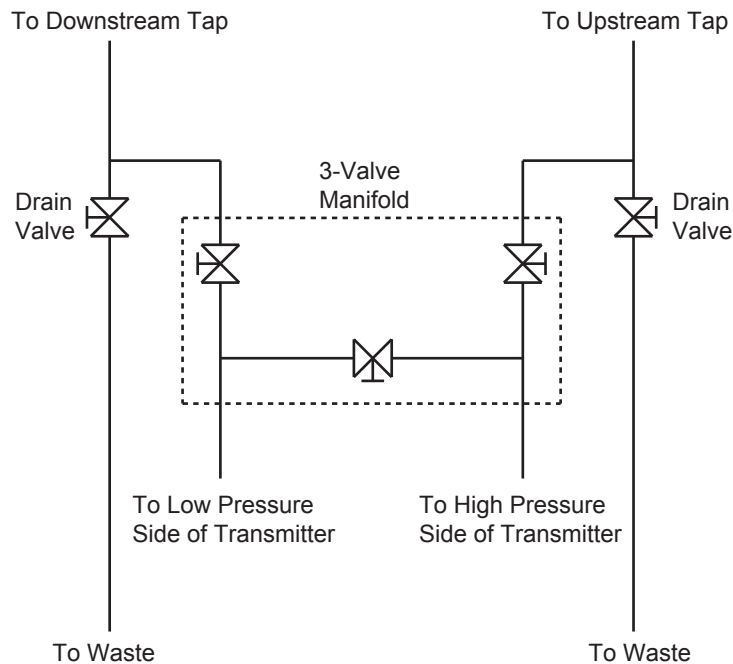 To Downstream Tap
To Upstream Tap
3-Valve
Manifold
Drain
Valve
Drain
Valve
To Low Pressure
Side of Transmitter
To High Pressure
Side of Transmitter
To Waste
To Waste